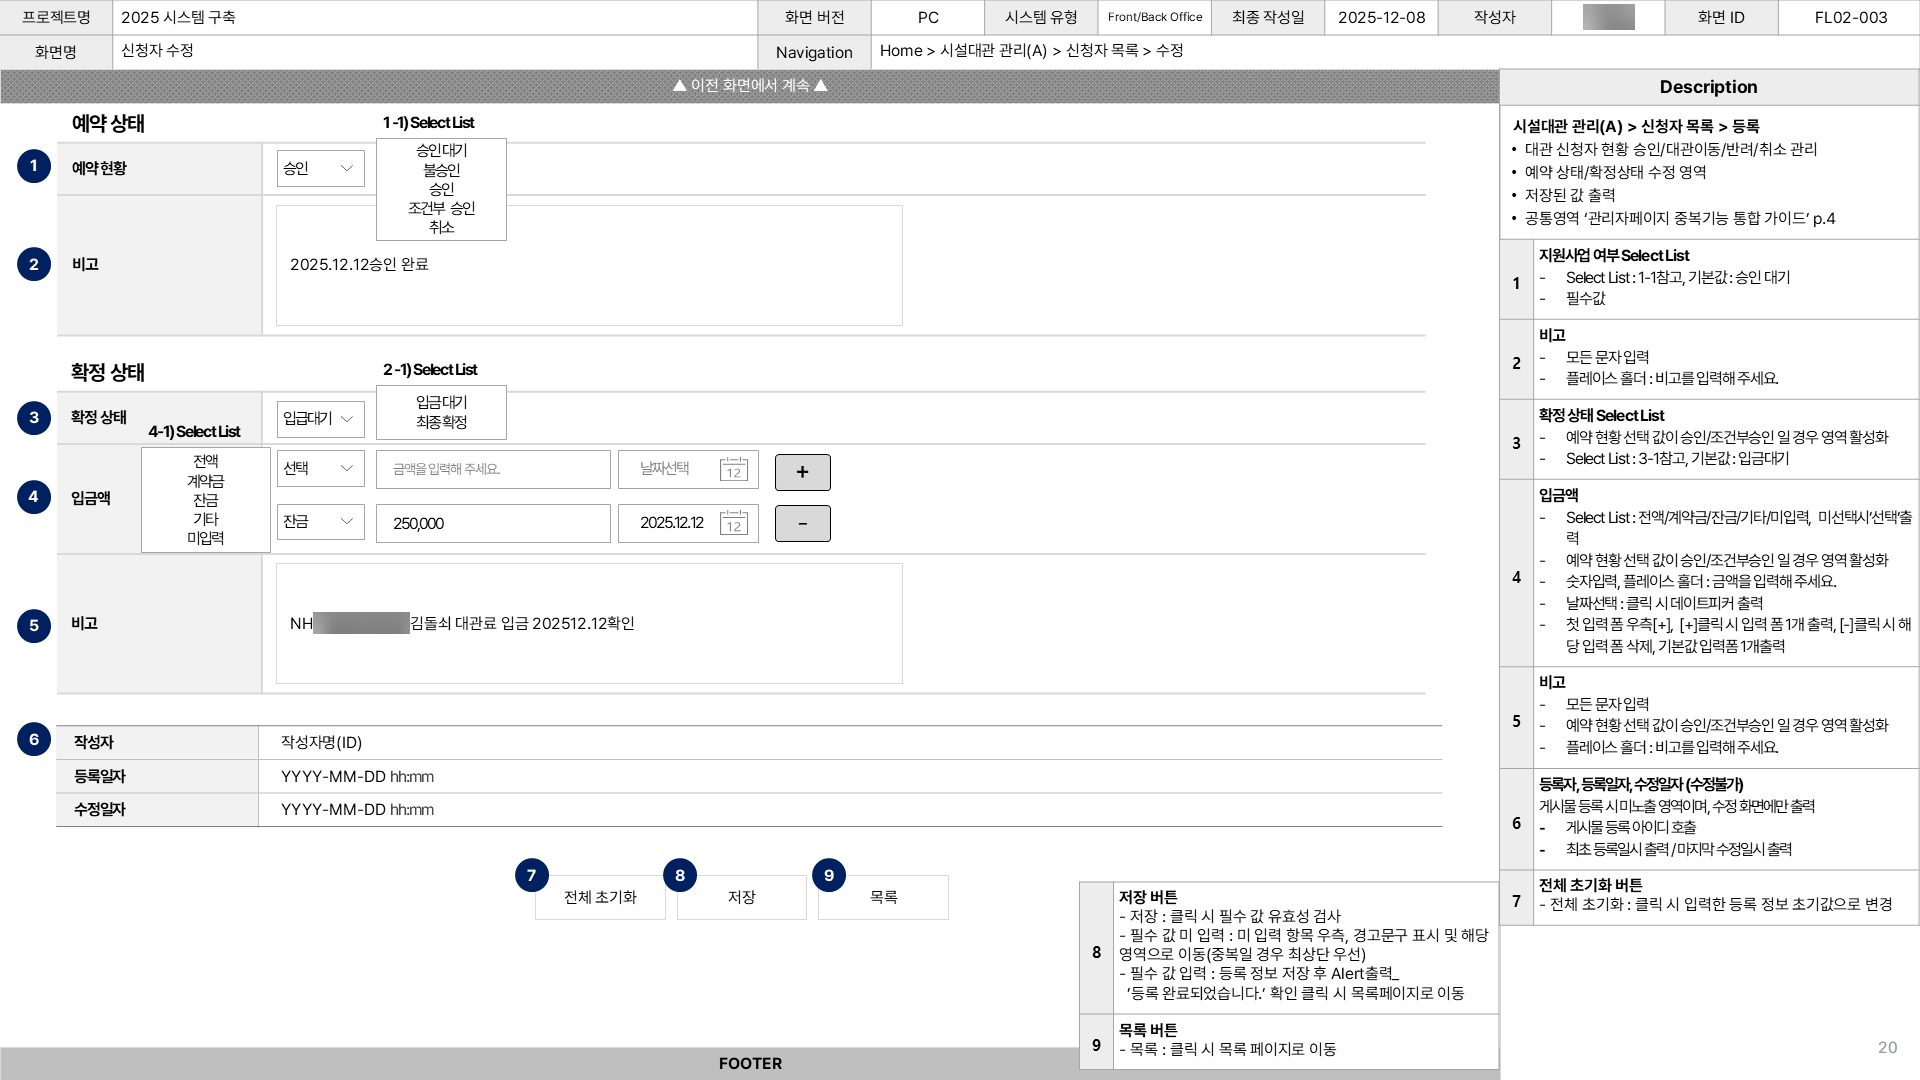 프로젝트명 2025 시스템 구축 화면 버전 PC 시스템 유형 Front/Back Office 최종 작성일 2025-12-08 작성자 화면 ID FL02-003
화면명 신청자 수정 Navigation Home > 시설대관 관리(A) > 신청자 목록 > 수정
▲ 이전 화면에서 계속 ▲
예약 상태
1 -1) Select List
1 예약 현황 승인
승인 대기
불승인
승인
조건부 승인
취소
2 비고
2025.12.12승인 완료
확정 상태
2 -1) Select List
3 확정 상태 입급대기
입금 대기
최종 확정
4-1) Select List
전액
계약금
잔금
기타
미입력
4 입금액
선택 금액을 입력해 주세요. 날짜선택 12 +
잔금 250,000 2025.12.12 12 -
5 비고
NH 김돌쇠 대관료 입금 202512.12확인
6 작성자 작성자명(ID)
등록일자 YYYY-MM-DD hh:mm
수정일자 YYYY-MM-DD hh:mm
7 전체 초기화
8 저장
9 목록
FOOTER
Description
시설대관 관리(A) > 신청자 목록 > 등록
• 대관 신청자 현황 승인/대관이동/반려/취소 관리
• 예약 상태/확정상태 수정 영역
• 저장된 값 출력
• 공통영역 ‘관리자페이지 중복기능 통합 가이드’ p.4
1
지원사업 여부 Select List
- Select List : 1-1참고, 기본값 : 승인 대기
- 필수값
2
비고
- 모든 문자 입력
- 플레이스 홀더 : 비고를 입력해 주세요.
3
확정 상태 Select List
- 예약 현황 선택 값이 승인/조건부승인 일 경우 영역 활성화
- Select List : 3-1참고, 기본값 : 입금대기
4
입금액
- Select List : 전액/계약금/잔금/기타/미입력, 미선택시‘선택’출
력
- 예약 현황 선택 값이 승인/조건부승인 일 경우 영역 활성화
- 숫자입력, 플레이스 홀더 : 금액을 입력해 주세요.
- 날짜선택 : 클릭 시 데이트피커 출력
- 첫 입력 폼 우측[+], [+]클릭 시 입력 폼 1개 출력, [-]클릭 시 해
당 입력 폼 삭제, 기본값 입력폼 1개출력
5
비고
- 모든 문자 입력
- 예약 현황 선택 값이 승인/조건부승인 일 경우 영역 활성화
- 플레이스 홀더 : 비고를 입력해 주세요.
6
등록자, 등록일자, 수정일자 (수정불가)
게시물 등록 시 미노출 영역이며, 수정 화면에만 출력
- 게시물 등록 아이디 호출
- 최초 등록일시 출력 / 마지막 수정일시 출력
7
전체 초기화 버튼
- 전체 초기화 : 클릭 시 입력한 등록 정보 초기값으로 변경
8
저장 버튼
- 저장 : 클릭 시 필수 값 유효성 검사
- 필수 값 미 입력 : 미 입력 항목 우측, 경고문구 표시 및 해당
영역으로 이동(중복일 경우 최상단 우선)
- 필수 값 입력 : 등록 정보 저장 후 Alert출력_
‘등록 완료되었습니다.’ 확인 클릭 시 목록페이지로 이동
9
목록 버튼
- 목록 : 클릭 시 목록 페이지로 이동
20